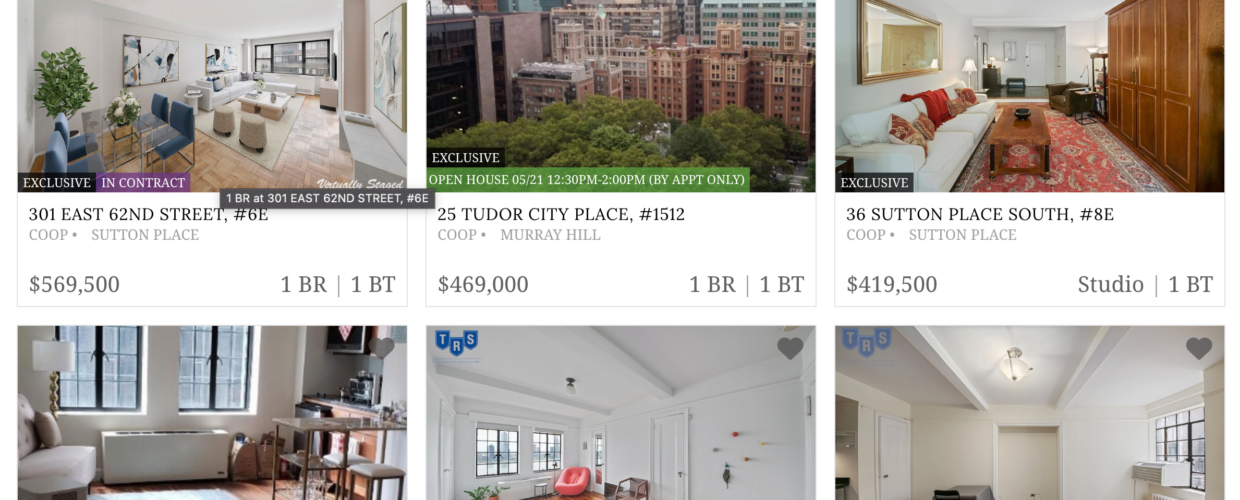 EXCLUSIVE IN CONTRACT
Virtually Staged
1 BR at 301 EAST 62ND STREET, #6E
301 EAST 62ND STREET, #6E
COOP • SUTTON PLACE
$569,500
1 BR | 1 BT
EXCLUSIVE
OPEN HOUSE 05/21 12:30PM-2:00PM (BY APPT ONLY)
25 TUDOR CITY PLACE, #1512
COOP • MURRAY HILL
$469,000
1 BR | 1 BT
EXCLUSIVE
36 SUTTON PLACE SOUTH, #8E
COOP • SUTTON PLACE
$419,500
Studio | 1 BT
TRS
TRS